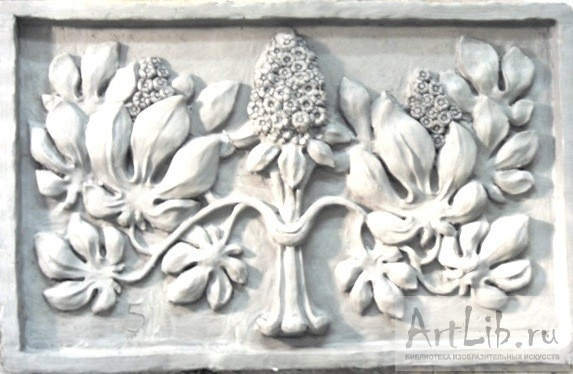 5
ArtLib.ru
БИБЛИОТЕКА ИЗОБРАЗИТЕЛЬНЫХ ИСКУССТВ